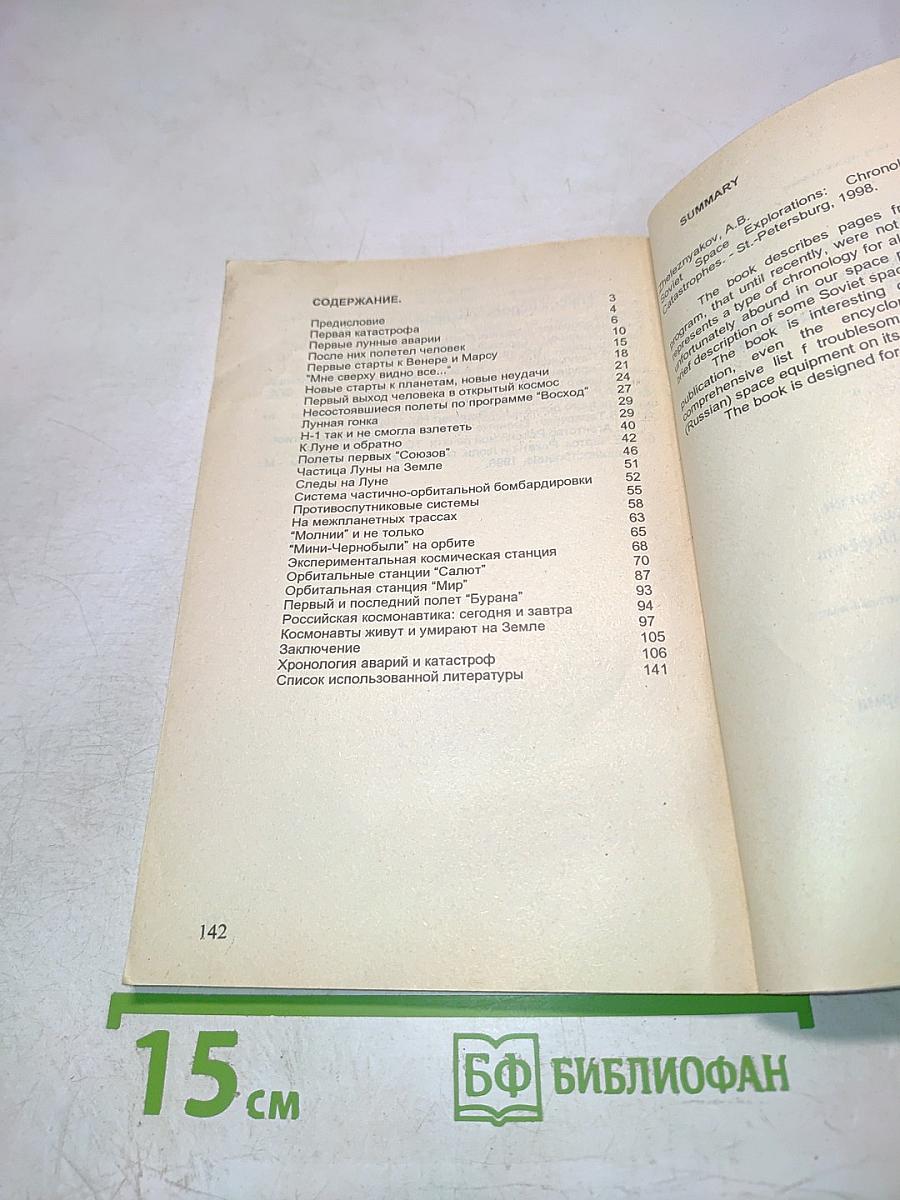 СОДЕРЖАНИЕ.
Предисловие 3
Первая катастрофа 4
Первые лунные аварии 6
После них полетел человек 10
Первые старты к Венере и Марсу 15
"Мне сверху видно все..." 18
Новые старты к планетам, новые неудачи 21
Первый выход человека в открытый космос 24
Несостоявшиеся полеты по программе "Восход" 27
Лунная гонка 29
Н-1 так и не смогла взлететь 29
К Луне и обратно 40
Полеты первых "Союзов" 42
Частица Луны на Земле 46
Следы на Луне 51
Система частично-орбитальной бомбардировки 52
Противоспутниковые системы 55
На межпланетных трассах 58
"Молнии" и не только 63
"Мини-Чернобыли" на орбите 65
Экспериментальная космическая станция 68
Орбитальные станции "Салют" 70
Орбитальная станция "Мир" 87
Первый и последний полет "Бурана" 93
Российская космонавтика: сегодня и завтра 94
Космонавты живут и умирают на Земле 97
Заключение 105
Хронология аварий и катастроф 106
Список использованной литературы 141
142
SUMMARY
Zheleznyakov, A.B.
Soviet Space Explorations:
Catastrophes. - St.-Petersburg, 1998.
The book describes pages
program, that until recently, were not
represents a type of chronology for
unfortunately abound in our space
brief description of some Soviet
The book is interesting
publication, even the
comprehensive list f
(Russian) space equipment on its
The book is designed for
15 см
БФ БИБЛИОФАН